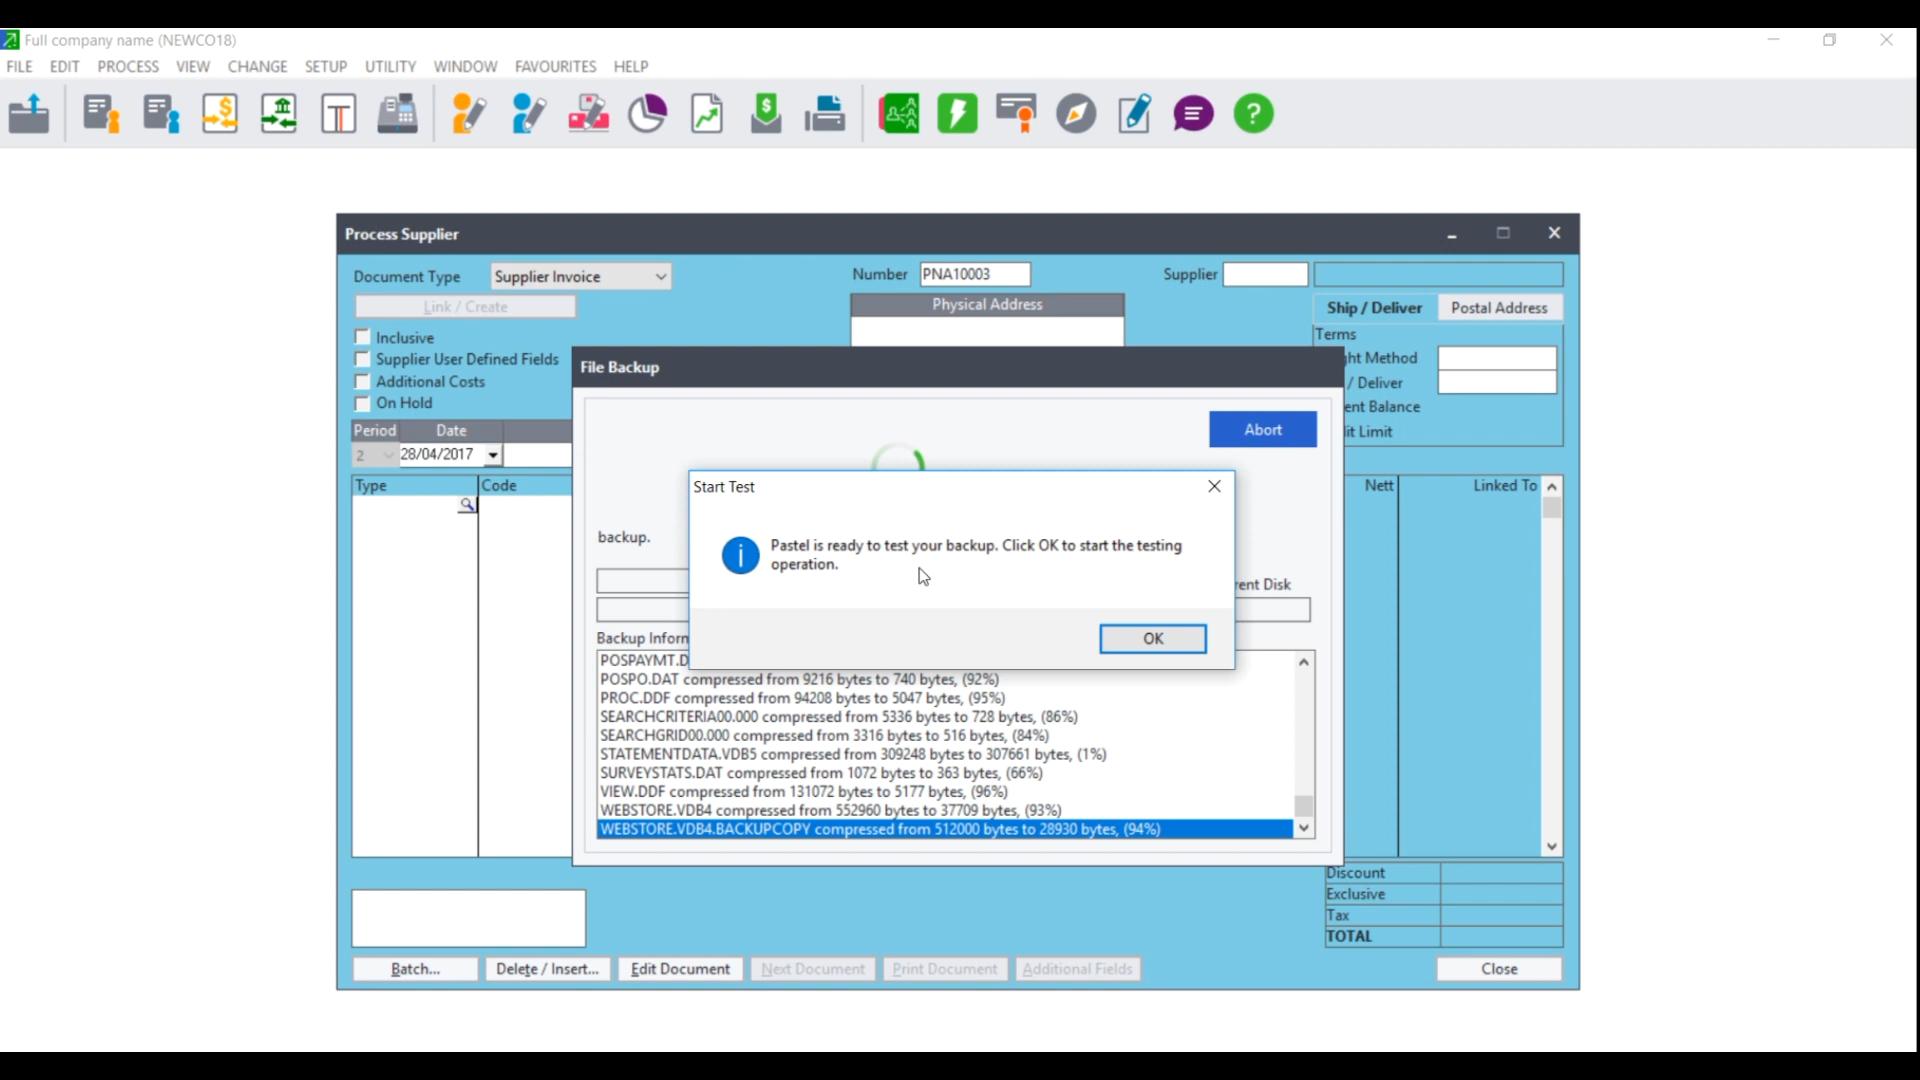 Full company name (NEWCO18)
FILE EDIT PROCESS VIEW CHANGE SETUP UTILITY WINDOW FAVOURITES HELP
Process Supplier
Document Type Supplier Invoice Number PNA10003 Supplier
Link / Create Physical Address Ship / Deliver Postal Address
Inclusive Terms
Supplier User Defined Fields ht Method
Additional Costs / Deliver
On Hold ent Balance
it Limit
File Backup
Abort
Period Date
2 28/04/2017
Type Code Nett Linked To
Start Test
Pastel is ready to test your backup. Click OK to start the testing
operation.
OK
backup.
rent Disk
Backup Inform
POSPAYMT.D
POSPO.DAT compressed from 9216 bytes to 740 bytes, (92%)
PROC.DDF compressed from 94208 bytes to 5047 bytes, (95%)
SEARCHCRITERIA00.000 compressed from 5336 bytes to 728 bytes, (86%)
SEARCHGRID00.000 compressed from 3316 bytes to 516 bytes, (84%)
STATEMENTDATA.VDB5 compressed from 309248 bytes to 307661 bytes, (1%)
SURVEYSTATS.DAT compressed from 1072 bytes to 363 bytes, (66%)
VIEW.DDF compressed from 131072 bytes to 5177 bytes, (96%)
WEBSTORE.VDB4 compressed from 552960 bytes to 37709 bytes, (93%)
WEBSTORE.VDB4.BACKUPCOPY compressed from 512000 bytes to 28930 bytes, (94%)
Discount
Exclusive
Tax
TOTAL
Batch... Delete / Insert... Edit Document Next Document Print Document Additional Fields Close